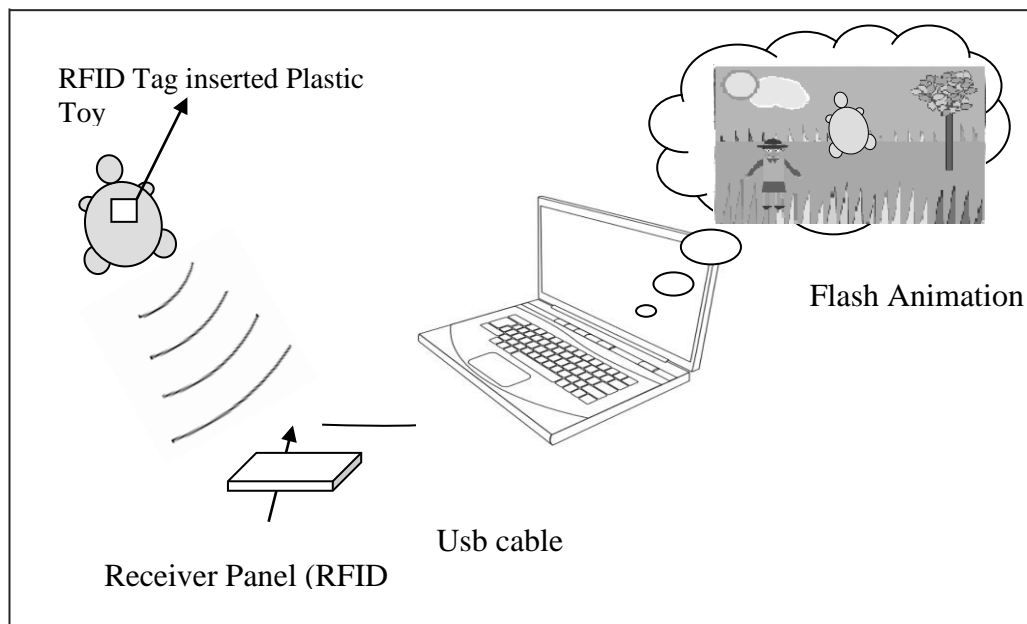 RFID Tag inserted Plastic
Toy
Flash Animation
Usb cable
Receiver Panel (RFID